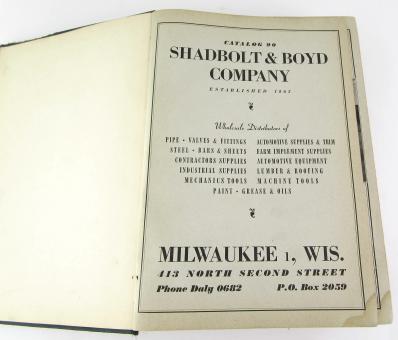 CATALOG 90
SHADBOLT & BOYD
COMPANY
ESTABLISHED 1863
Wholesale Distributors of
PIPE • VALVES & FITTINGS AUTOMOTIVE SUPPLIES & TRIM
STEEL • BARS & SHEETS FARM IMPLEMENT SUPPLIES
CONTRACTORS SUPPLIES AUTOMOTIVE EQUIPMENT
INDUSTRIAL SUPPLIES LUMBER & ROOFING
MECHANICS TOOLS MACHINE TOOLS
PAINT • GREASE & OILS
MILWAUKEE 1, WIS.
413 NORTH SECOND STREET
Phone Daly 0682 P.O. Box 2059